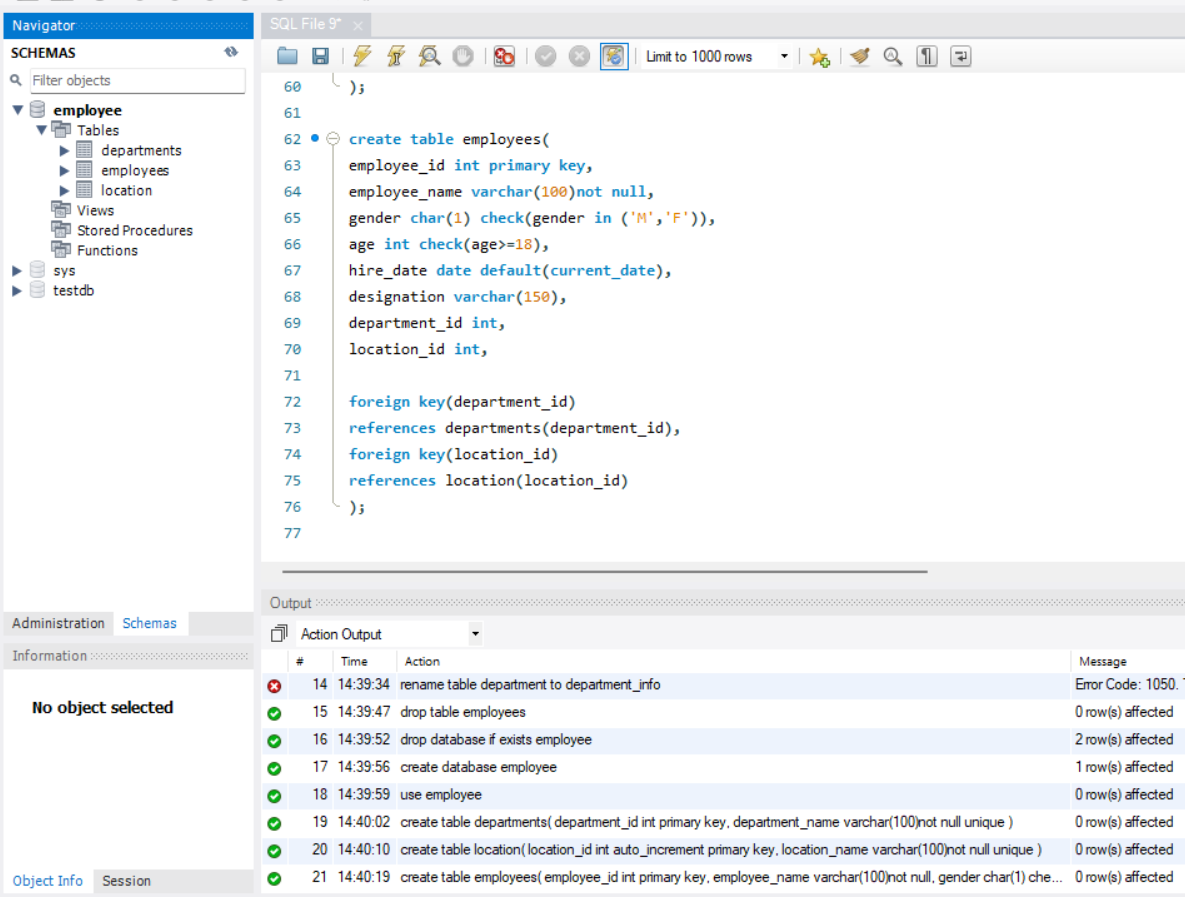 Navigator
SCHEMAS
Filter objects
employee
Tables
departments
employees
location
Views
Stored Procedures
Functions
sys
testdb
Administration Schemas
Information
No object selected
Object Info Session
SQL File 9*
Limit to 1000 rows
60 );
61
62 create table employees(
63 employee_id int primary key,
64 employee_name varchar(100)not null,
65 gender char(1) check(gender in ('M','F')),
66 age int check(age>=18),
67 hire_date date default(current_date),
68 designation varchar(150),
69 department_id int,
70 location_id int,
71
72 foreign key(department_id)
73 references departments(department_id),
74 foreign key(location_id)
75 references location(location_id)
76 );
77
Output
Action Output
# Time Action Message
14 14:39:34 rename table department to department_info Error Code: 1050.
15 14:39:47 drop table employees 0 row(s) affected
16 14:39:52 drop database if exists employee 2 row(s) affected
17 14:39:56 create database employee 1 row(s) affected
18 14:39:59 use employee 0 row(s) affected
19 14:40:02 create table departments( department_id int primary key, department_name varchar(100)not null unique ) 0 row(s) affected
20 14:40:10 create table location( location_id int auto_increment primary key, location_name varchar(100)not null unique ) 0 row(s) affected
21 14:40:19 create table employees( employee_id int primary key, employee_name varchar(100)not null, gender char(1) che... 0 row(s) affected